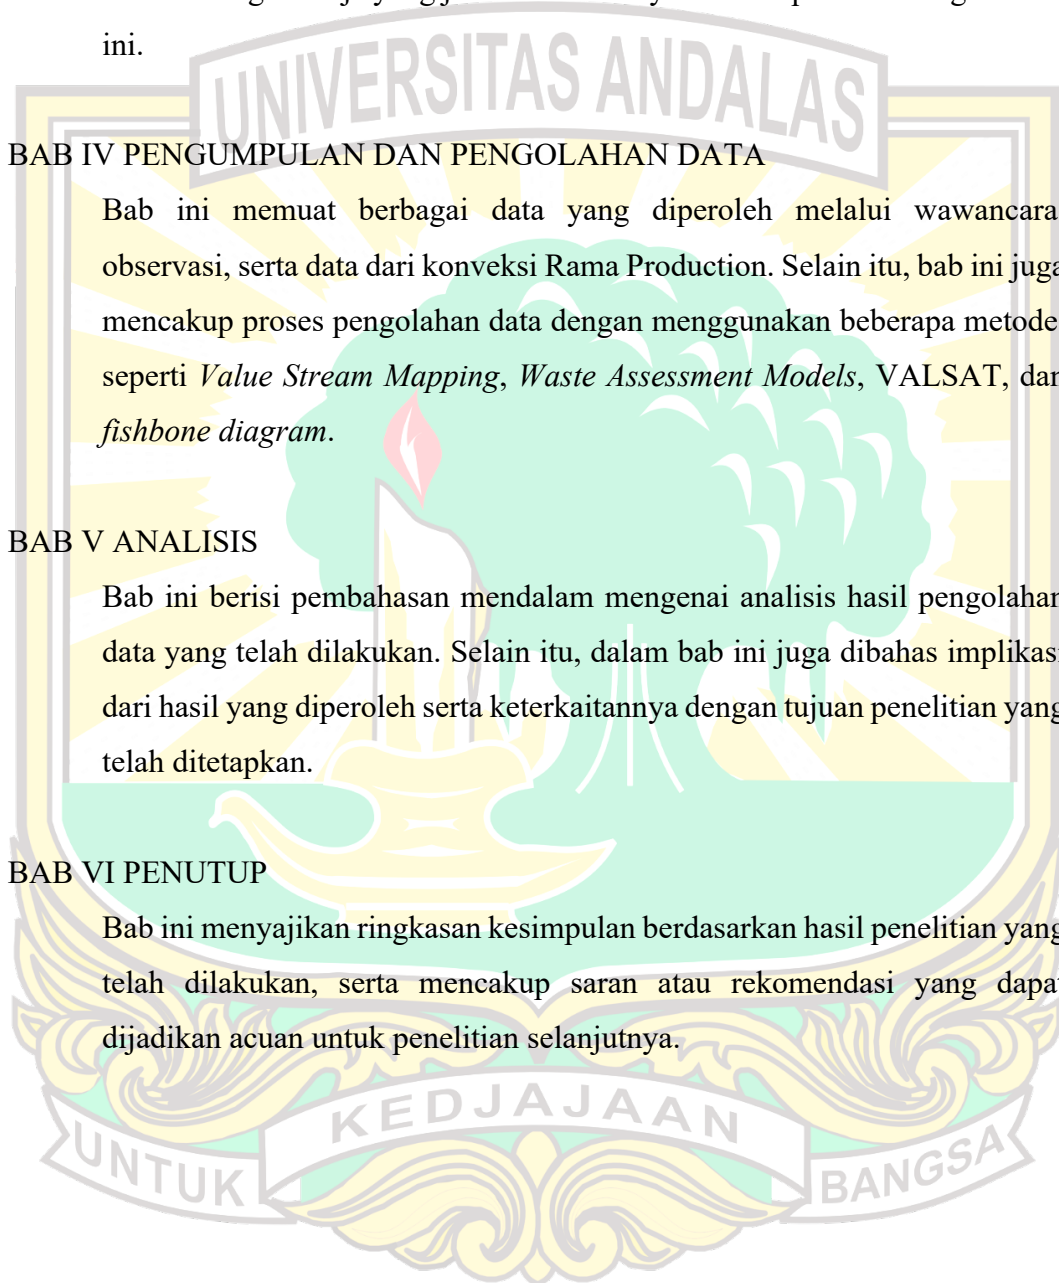 ini.
UNIVERSITAS ANDALAS
BAB IV PENGUMPULAN DAN PENGOLAHAN DATA
Bab ini memuat berbagai data yang diperoleh melalui wawancara
observasi, serta data dari konveksi Rama Production. Selain itu, bab ini juga
mencakup proses pengolahan data dengan menggunakan beberapa metode
seperti Value Stream Mapping, Waste Assessment Models, VALSAT, dan
fishbone diagram.
BAB V ANALISIS
Bab ini berisi pembahasan mendalam mengenai analisis hasil pengolahan
data yang telah dilakukan. Selain itu, dalam bab ini juga dibahas implikasi
dari hasil yang diperoleh serta keterkaitannya dengan tujuan penelitian yang
telah ditetapkan.
BAB VI PENUTUP
Bab ini menyajikan ringkasan kesimpulan berdasarkan hasil penelitian yang
telah dilakukan, serta mencakup saran atau rekomendasi yang dapat
dijadikan acuan untuk penelitian selanjutnya.
UNTUK KEDJAJAAN BANGSA